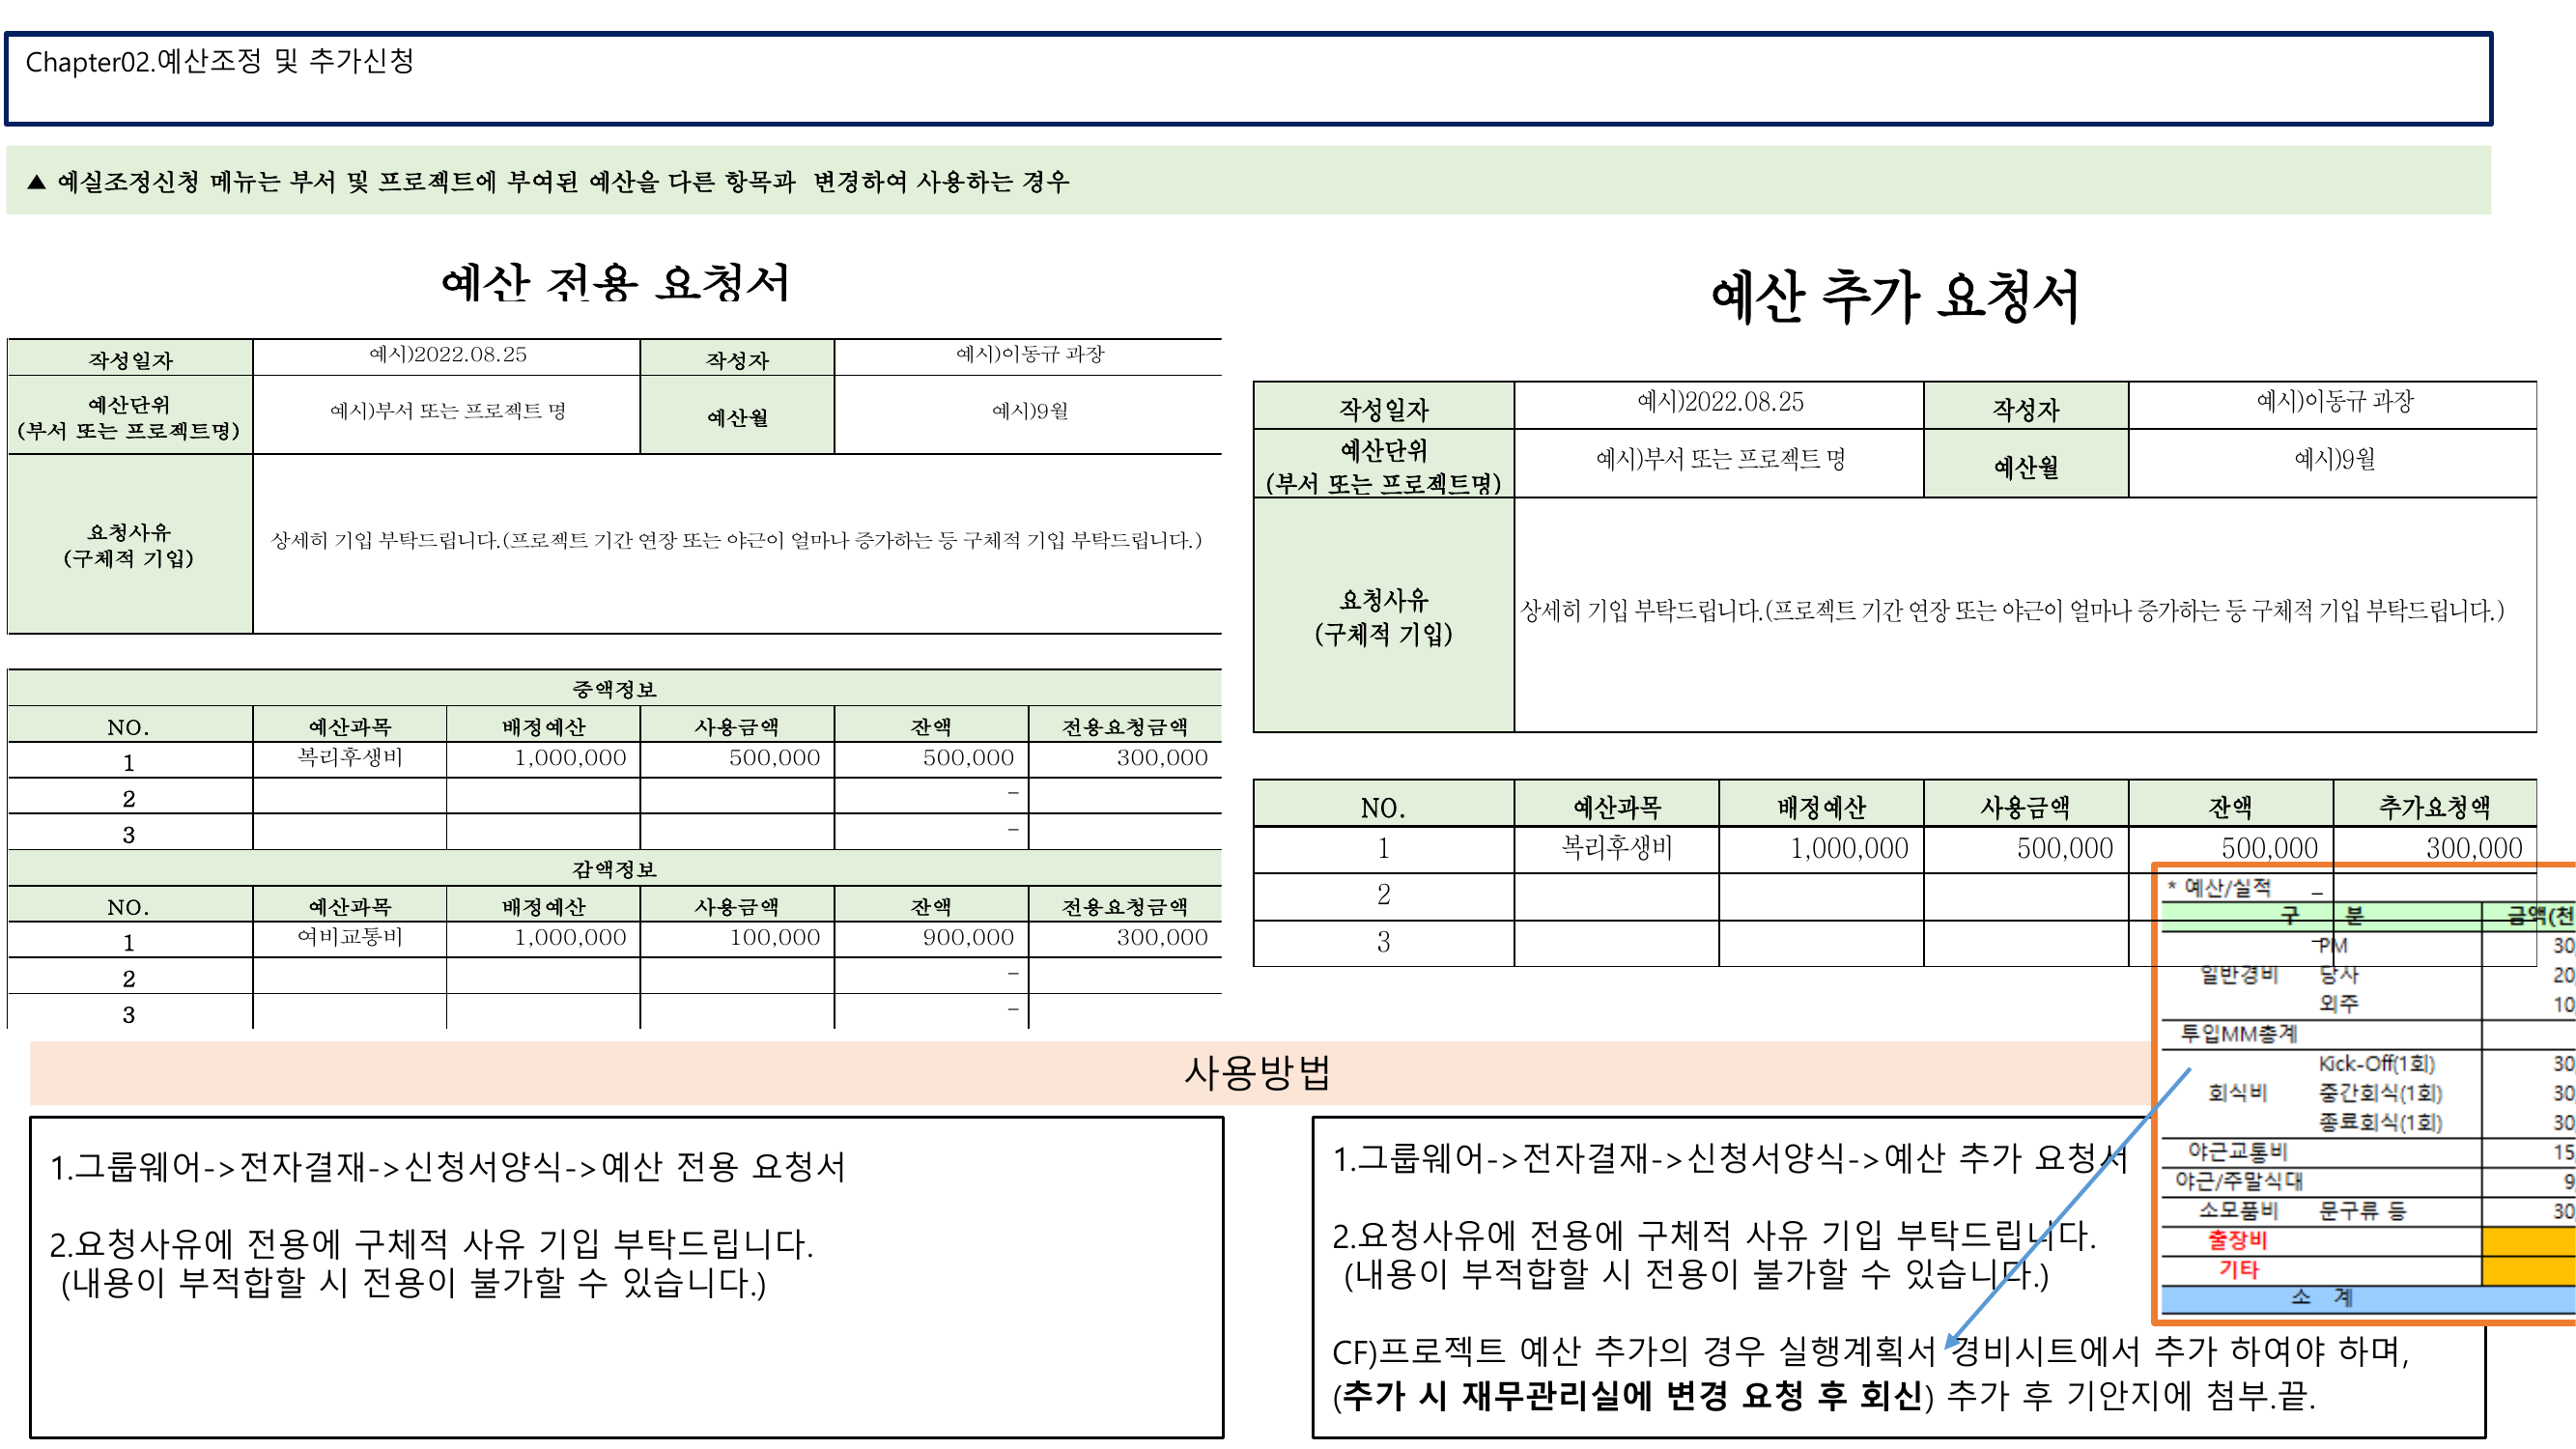 Chapter02.예산조정 및 추가신청
▲ 예실조정신청 메뉴는 부서 및 프로젝트에 부여된 예산을 다른 항목과 변경하여 사용하는 경우
예산 전용 요청서
작성일자 예시)2022.08.25 작성자 예시)이동규 과장
예산단위
(부서 또는 프로젝트명) 예시)부서 또는 프로젝트 명 예산월 예시)9월
요청사유
(구체적 기입) 상세히 기입 부탁드립니다.(프로젝트 기간 연장 또는 야근이 얼마나 증가하는 등 구체적 기입 부탁드립니다.)
증액정보
NO. 예산과목 배정예산 사용금액 잔액 전용요청금액
1 복리후생비 1,000,000 500,000 500,000 300,000
2 -
3 -
감액정보
NO. 예산과목 배정예산 사용금액 잔액 전용요청금액
1 여비교통비 1,000,000 100,000 900,000 300,000
2 -
3 -
예산 추가 요청서
작성일자 예시)2022.08.25 작성자 예시)이동규 과장
예산단위
(부서 또는 프로젝트명) 예시)부서 또는 프로젝트 명 예산월 예시)9월
요청사유
(구체적 기입) 상세히 기입 부탁드립니다.(프로젝트 기간 연장 또는 야근이 얼마나 증가하는 등 구체적 기입 부탁드립니다.)
NO. 예산과목 배정예산 사용금액 잔액 추가요청액
1 복리후생비 1,000,000 500,000 500,000 300,000
2 -
3 -
* 예산/실적
구 분 금액(천
PM 30
일반경비 당사 20
외주 10
투입MM총계
Kick-Off(1회) 30
회식비 중간회식(1회) 30
종료회식(1회) 30
야근교통비 15
야근/주말식대 9
소모품비 문구류 등 30
출장비
기타
소 계
사용방법
1.그룹웨어->전자결재->신청서양식->예산 전용 요청서
2.요청사유에 전용에 구체적 사유 기입 부탁드립니다.
(내용이 부적합할 시 전용이 불가할 수 있습니다.)
1.그룹웨어->전자결재->신청서양식->예산 추가 요청서
2.요청사유에 전용에 구체적 사유 기입 부탁드립니다.
(내용이 부적합할 시 전용이 불가할 수 있습니다.)
CF)프로젝트 예산 추가의 경우 실행계획서 경비시트에서 추가 하여야 하며,
(추가 시 재무관리실에 변경 요청 후 회신) 추가 후 기안지에 첨부.끝.